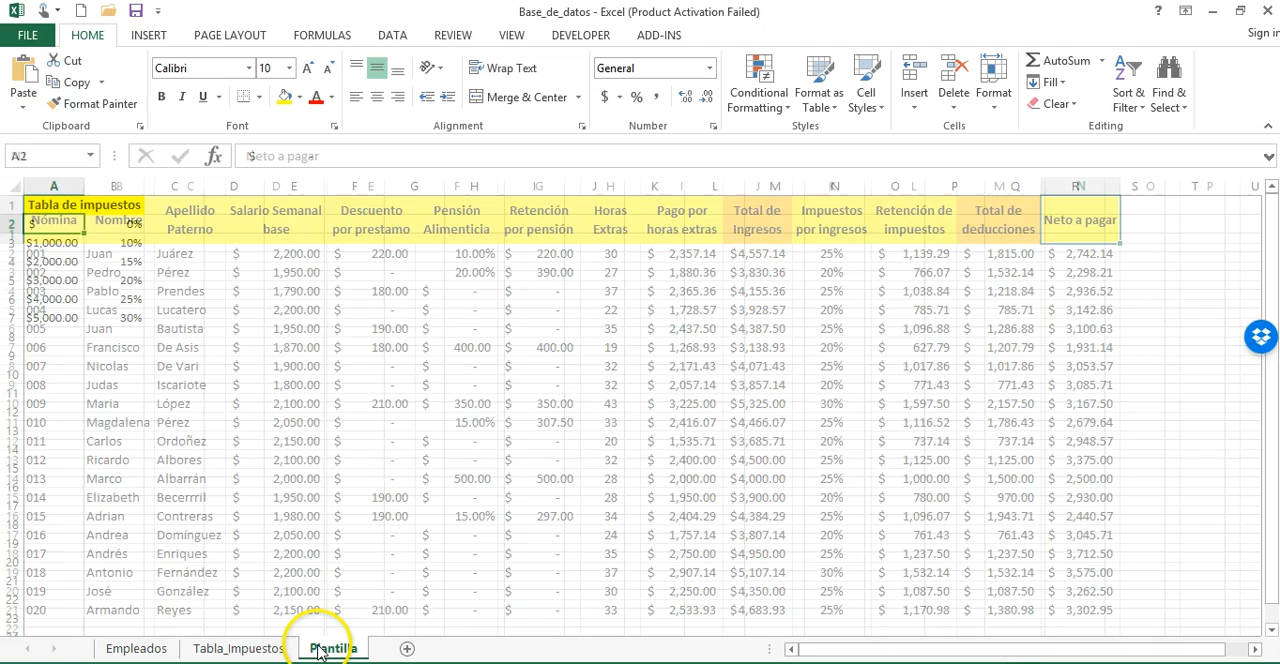 Base_de_datos - Excel (Product Activation Failed)
FILE HOME INSERT PAGE LAYOUT FORMULAS DATA REVIEW VIEW DEVELOPER ADD-INS Sign in
Paste Cut Copy Format Painter Calibri 10 B I U Wrap Text Merge & Center General $ % , Conditional Formatting Format as Table Cell Styles Insert Delete Format AutoSum Fill Clear Sort & Filter Find & Select
Clipboard Font Alignment Number Styles Cells Editing
A2 fx Neto a pagar
Tabla de impuestos
Nómina Nombre Apellido Paterno Salario Semanal base Descuento por prestamo Pensión Alimenticia Retención por pensión Horas Extras Pago por horas extras Total de Ingresos Impuestos por ingresos Retención de impuestos Total de deducciones Neto a pagar
$ 0%
$1,000.00 10%
$2,000.00 15%
$3,000.00 20%
$4,000.00 25%
$5,000.00 30%
001 Juan Juárez $ 2,200.00 $ 220.00 10.00% $ 220.00 30 $ 2,357.14 $4,557.14 25% $ 1,139.29 $ 1,815.00 $ 2,742.14
002 Pedro Pérez $ 1,950.00 $ - 20.00% $ 390.00 27 $ 1,880.36 $3,830.36 20% $ 766.07 $ 1,532.14 $ 2,298.21
Pablo Prendes $ 1,790.00 $ 180.00 $ - $ - 37 $ 2,365.36 $4,155.36 25% $ 1,038.84 $ 1,218.84 $ 2,936.52
004 Lucas Lucatero $ 2,200.00 $ - $ - $ - 22 $ 1,728.57 $3,928.57 20% $ 785.71 $ 785.71 $ 3,142.86
005 Juan Bautista $ 1,950.00 $ 190.00 $ - $ - 35 $ 2,437.50 $4,387.50 25% $ 1,096.88 $ 1,286.88 $ 3,100.63
006 Francisco De Asis $ 1,870.00 $ 180.00 $ 400.00 $ 400.00 19 $ 1,268.93 $3,138.93 20% $ 627.79 $ 1,207.79 $ 1,931.14
007 Nicolas De Vari $ 1,900.00 $ - $ - $ - 32 $ 2,171.43 $4,071.43 25% $ 1,017.86 $ 1,017.86 $ 3,053.57
008 Judas Iscariote $ 1,800.00 $ - $ - $ - 32 $ 2,057.14 $3,857.14 20% $ 771.43 $ 771.43 $ 3,085.71
009 Maria López $ 2,100.00 $ 210.00 $ 350.00 $ 350.00 43 $ 3,225.00 $5,325.00 30% $ 1,597.50 $ 2,157.50 $ 3,167.50
010 Magdalena Pérez $ 2,050.00 $ - 15.00% $ 307.50 33 $ 2,416.07 $4,466.07 25% $ 1,116.52 $ 1,786.43 $ 2,679.64
011 Carlos Ordoñez $ 2,150.00 $ - $ - $ - 20 $ 1,535.71 $3,685.71 20% $ 737.14 $ 737.14 $ 2,948.57
012 Ricardo Albores $ 2,100.00 $ - $ - $ - 32 $ 2,400.00 $4,500.00 25% $ 1,125.00 $ 1,125.00 $ 3,375.00
013 Marco Albarrán $ 2,000.00 $ - $ 500.00 $ 500.00 28 $ 2,000.00 $4,000.00 25% $ 1,000.00 $ 1,500.00 $ 2,500.00
014 Elizabeth Becerrril $ 1,950.00 $ 190.00 $ - $ - 28 $ 1,950.00 $3,900.00 20% $ 780.00 $ 970.00 $ 2,930.00
015 Adrian Contreras $ 1,980.00 $ 190.00 15.00% $ 297.00 34 $ 2,404.29 $4,384.29 25% $ 1,096.07 $ 1,943.71 $ 2,440.57
016 Andrea Domínguez $ 2,050.00 $ - $ - $ - 24 $ 1,757.14 $3,807.14 20% $ 761.43 $ 761.43 $ 3,045.71
017 Andrés Enriques $ 2,200.00 $ - $ - $ - 35 $ 2,750.00 $4,950.00 25% $ 1,237.50 $ 1,237.50 $ 3,712.50
018 Antonio Fernández $ 2,200.00 $ - $ - $ - 37 $ 2,907.14 $5,107.14 30% $ 1,532.14 $ 1,532.14 $ 3,575.00
019 José González $ 2,100.00 $ - $ - $ - 30 $ 2,250.00 $4,350.00 25% $ 1,087.50 $ 1,087.50 $ 3,262.50
020 Armando Reyes $ 2,150.00 $ 210.00 $ - $ - 33 $ 2,533.93 $4,683.93 25% $ 1,170.98 $ 1,380.98 $ 3,302.95
Empleados Tabla_Impuestos Plantilla